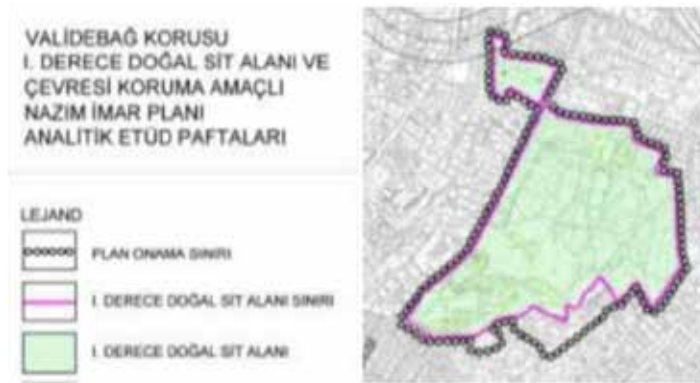 VALİDEBAĞ KORUSU
I. DERECE DOĞAL SİT ALANI VE
ÇEVRESİ KORUMA AMAÇLI
NAZIM İMAR PLANI
ANALİTİK ETÜD PAFTALARI
LEJAND
PLAN ONAMA SINIRI
I. DERECE DOĞAL SİT ALANI SINIRI
I. DERECE DOĞAL SİT ALANI